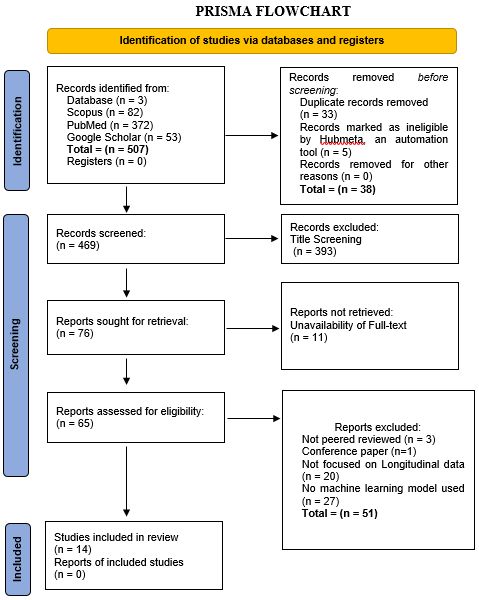 PRISMA FLOWCHART
Identification of studies via databases and registers
Identification
Records identified from:
Database (n = 3)
Scopus (n = 82)
PubMed (n = 372)
Google Scholar (n = 53)
Total = (n = 507)
Registers (n = 0)
Records removed before
screening:
Duplicate records removed
(n = 33)
Records marked as ineligible
by Hubmeta an automation
tool (n = 5)
Records removed for other
reasons (n = 0)
Total = (n = 38)
Screening
Records screened:
(n = 469)
Records excluded:
Title Screening
(n = 393)
Reports sought for retrieval:
(n = 76)
Reports not retrieved:
Unavailability of Full-text
(n = 11)
Reports assessed for eligibility:
(n = 65)
Reports excluded:
Not peered reviewed (n = 3)
Conference paper (n=1)
Not focused on Longitudinal data
(n = 20)
No machine learning model used
(n = 27)
Total = (n = 51)
Included
Studies included in review
(n = 14)
Reports of included studies
(n = 0)